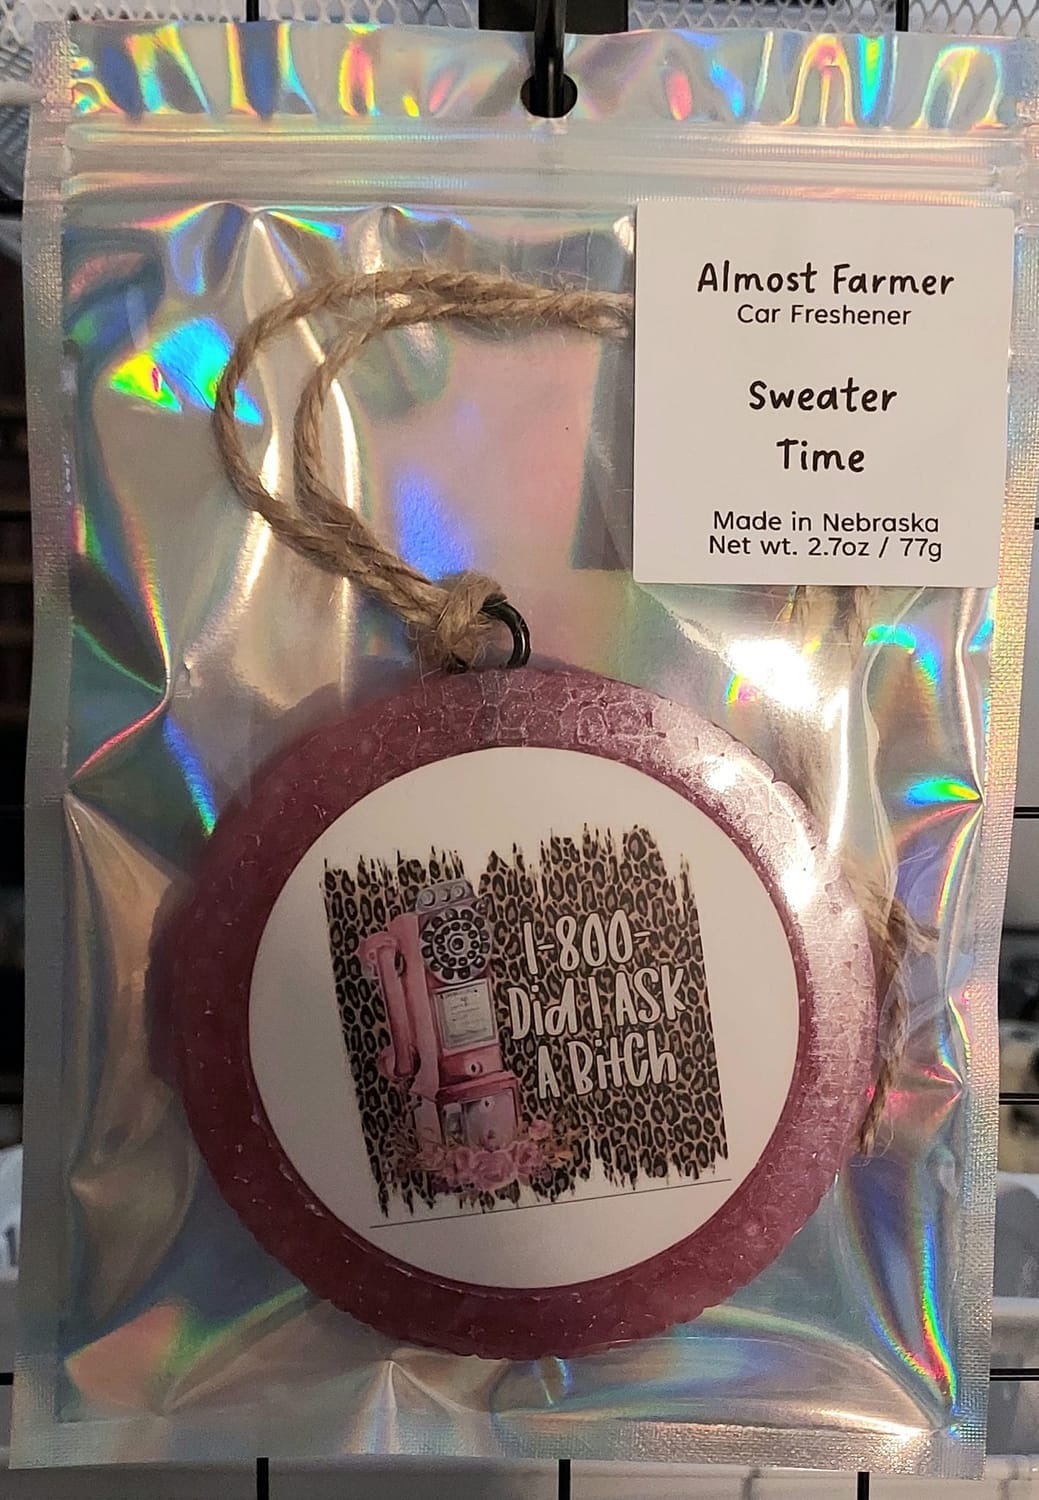 Almost Farmer
Car Freshener
Sweater
Time
Made in Nebraska
Net wt. 2.7oz / 77g
1-800-
Did I ASK
A BitCh